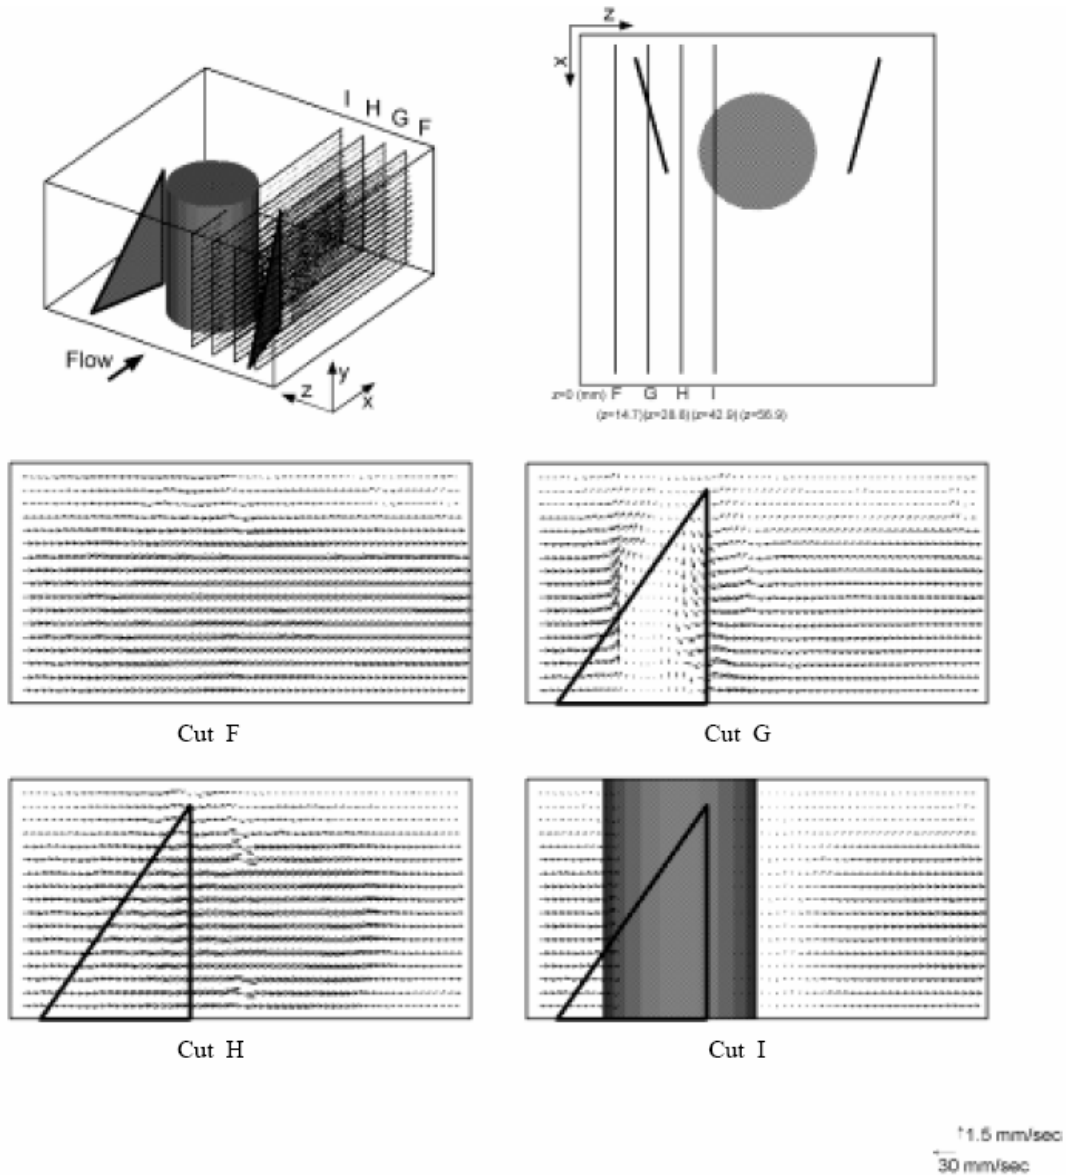 I H G F
Flow
y
z
x
z
x
z=0 (mm) F G H I
(z=14.7)(z=28.8)(z=42.9)(z=56.9)
Cut F
Cut G
Cut H
Cut I
↑1.5 mm/sec
← 30 mm/sec